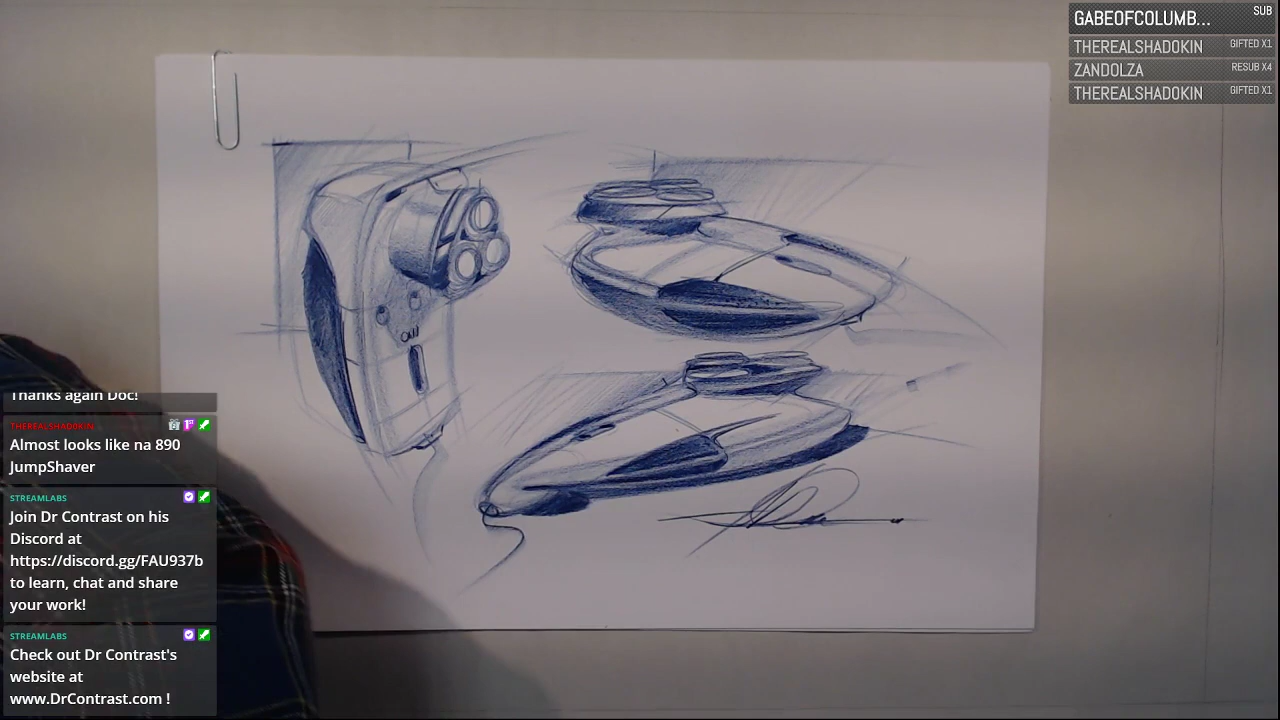 GABEOFCOLUMB... SUB
THEREALSHADOKIN GIFTED X1
ZANDOLZA RESUB X4
THEREALSHADOKIN GIFTED X1
Thanks again Doc!
THEREALSHADOKIN
Almost looks like na 890
JumpShaver
STREAMLABS
Join Dr Contrast on his
Discord at
https://discord.gg/FAU937b
to learn, chat and share
your work!
STREAMLABS
Check out Dr Contrast's
website at
www.DrContrast.com !